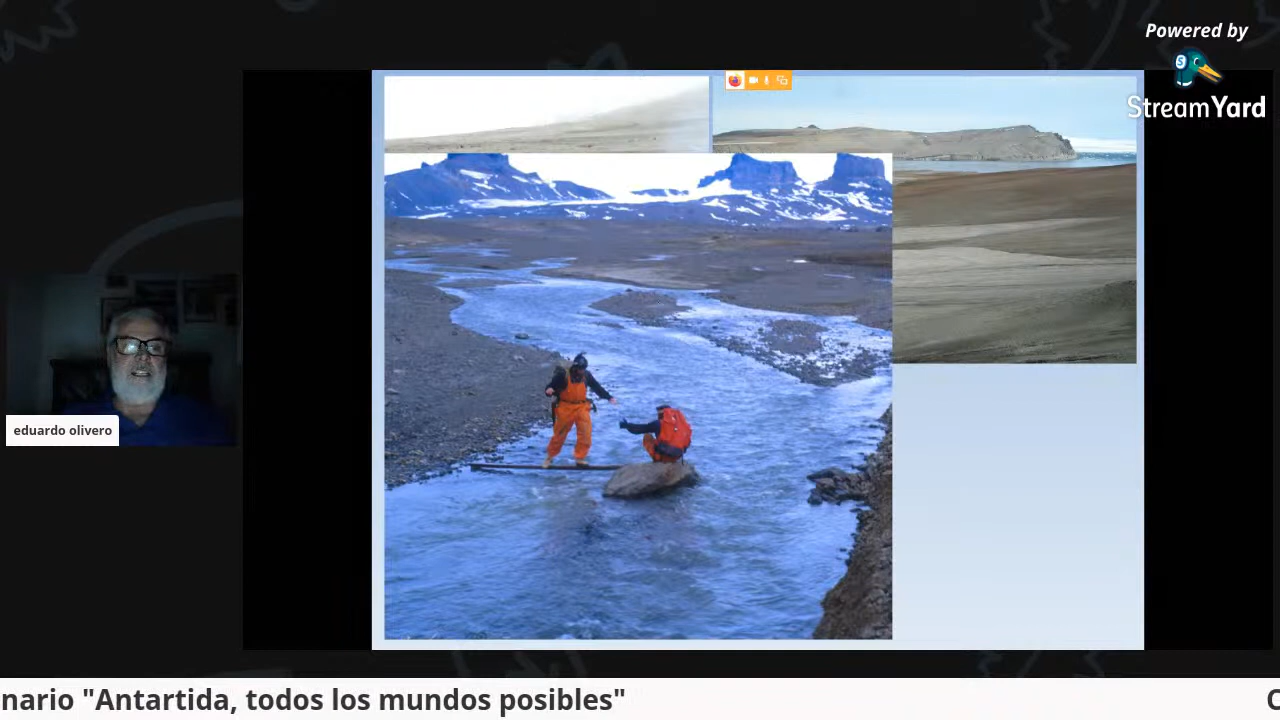 Powered by
StreamYard
eduardo olivero
nario "Antartida, todos los mundos posibles"